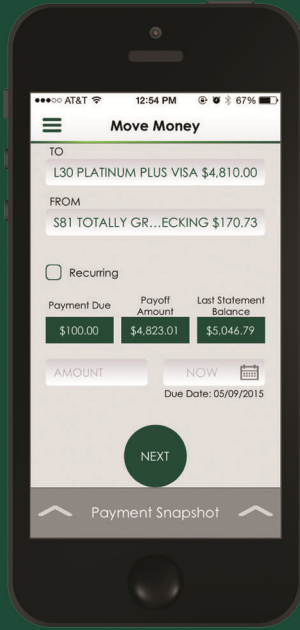 AT&T 12:54 PM 67%
Move Money
TO
L30 PLATINUM PLUS VISA $4,810.00
FROM
S81 TOTALLY GR...ECKING $170.73
Recurring
Payment Due
Payoff Amount
Last Statement Balance
$100.00 $4,823.01 $5,046.79
AMOUNT NOW
Due Date: 05/09/2015
NEXT
Payment Snapshot